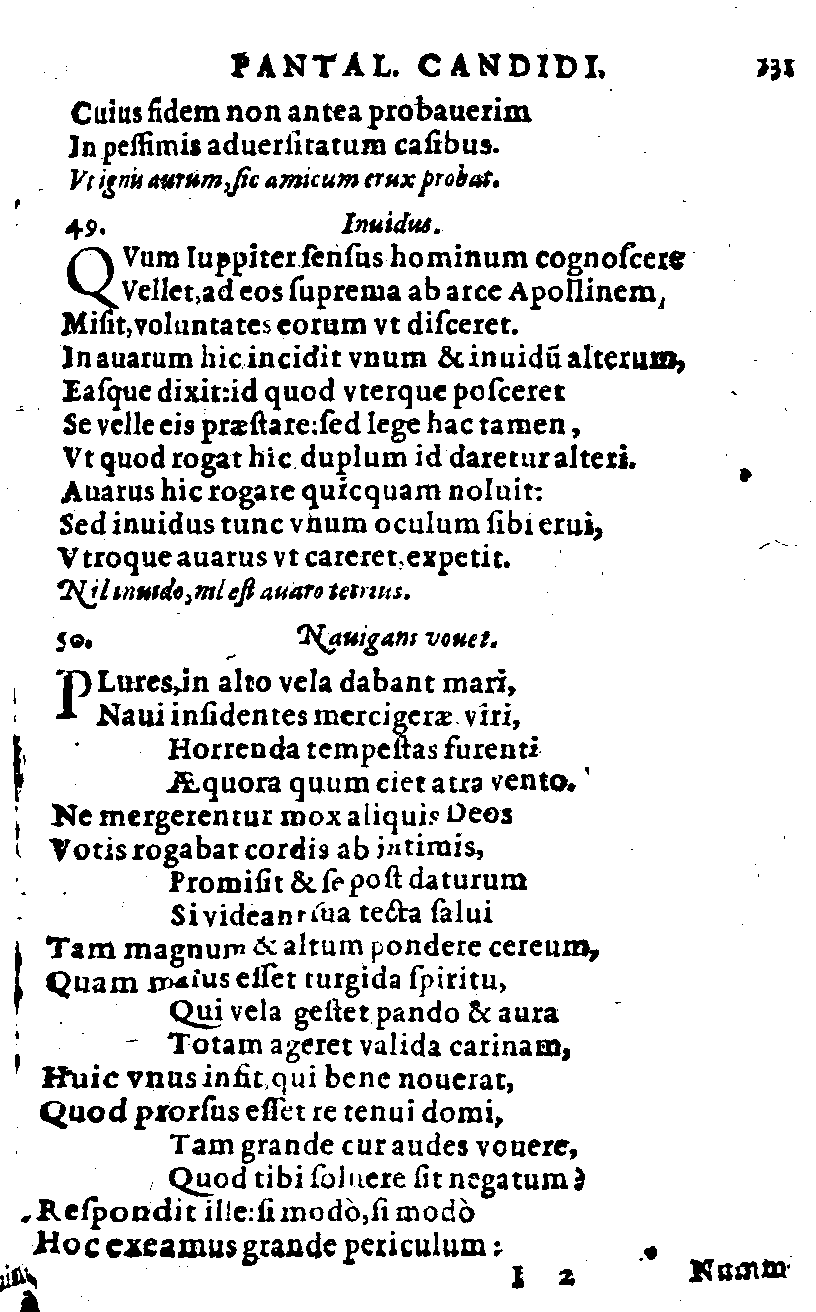 PANTAL. CANDIDI. 131
Cuius fidem non antea probauerim
In peſſimis aduerſitatum caſibus.
Vt ignis aurum, ſic amicum crux probat.
49. Inuidus.
QVum Iuppiter ſenſus hominum cognoſcere
Vellet, ad eos ſuprema ab arce Apollinem,
Miſit, voluntates eorum vt diſceret.
In auarum hic incidit vnum & inuidū alterum,
Eaſque dixit: id quod vterque poſceret
Se velle eis præſtare: ſed lege hac tamen,
Vt quod rogat hic duplum id daretur alteri.
Auarus hic rogare quicquam noluit:
Sed inuidus tunc vnum oculum ſibi erui,
Vtroque auarus vt careret, expetit.
Nil inuido, nil eſt auaro tetrius.
50. Nauigans vouet.
PLures, in alto vela dabant mari,
Naui inſidentes mercigeræ viri,
Horrenda tempeſtas furenti
Æquora quum ciet atra vento.
Ne mergerentur mox aliquis Deos
Votis rogabat cordis ab intimis,
Promiſit & ſe poſt daturum
Si videant ſua tecta ſalui
Tam magnum & altum pondere cereum,
Quam malus eſſet turgida ſpiritu,
Qui vela geſtet pando & aura
Totam ageret valida carinam,
Huic vnus infit, qui bene nouerat,
Quod prorſus eſſet re tenui domi,
Tam grande cur audes vouere,
Quod tibi ſoluere ſit negatum?
Reſpondit ille: ſi modò, ſi modò
Hoc exeamus grande periculum:
I 2 Numm